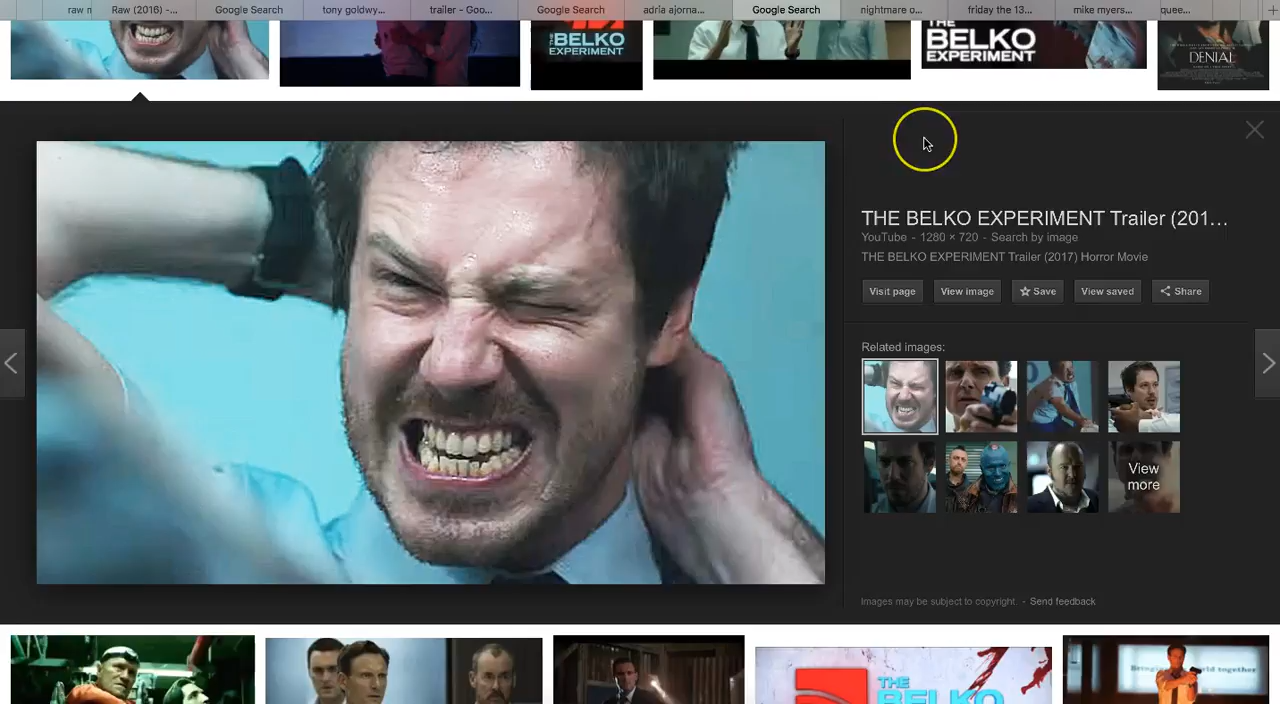 raw n
Raw (2016) -...
Google Search
tony goldwy...
trailer - Goo...
Google Search
adria ajorna...
Google Search
nightmare o...
friday the 13...
mike myers...
quee...
THE
BELKO
EXPERIMENT
THE
BELKO
EXPERIMENT
DENIAL
THE BELKO EXPERIMENT Trailer (201...
YouTube - 1280 × 720 - Search by image
THE BELKO EXPERIMENT Trailer (2017) Horror Movie
Visit page
View image
Save
View saved
Share
Related images:
View
more
Images may be subject to copyright. - Send feedback
THE
BELKO